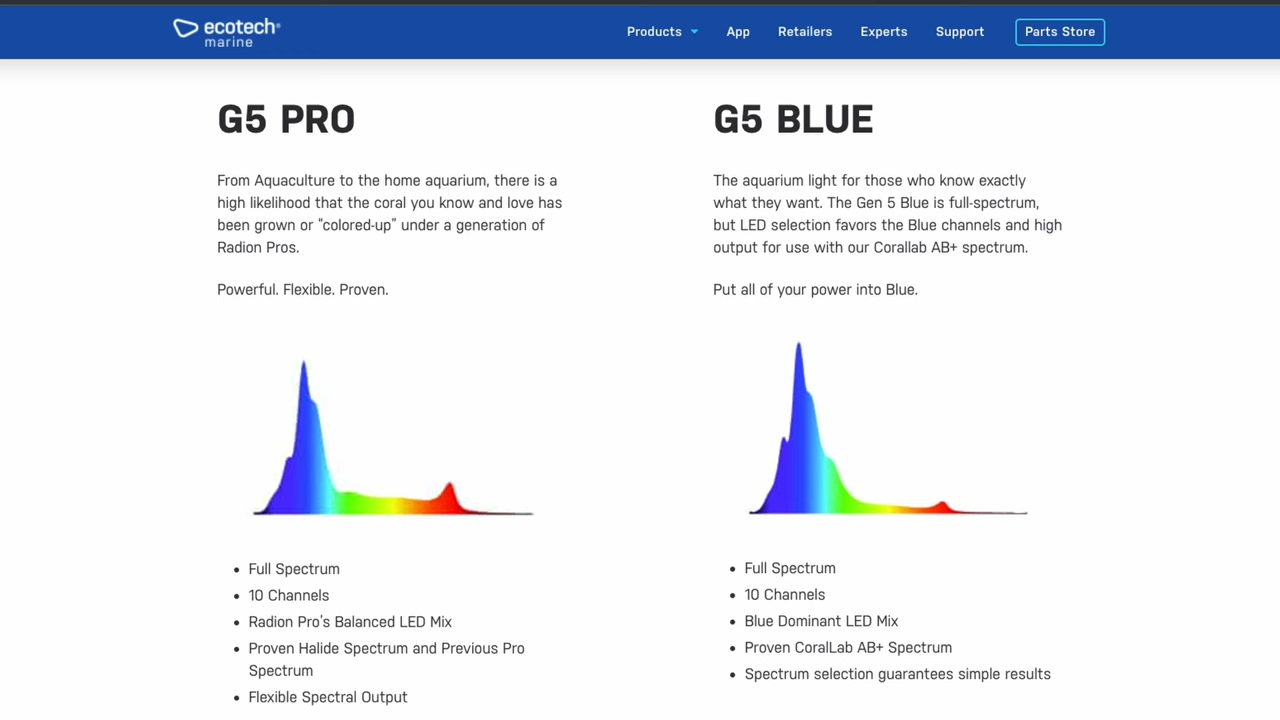 ecotech
marine
Products
App
Retailers
Experts
Support
Parts Store
G5 PRO
From Aquaculture to the home aquarium, there is a
high likelihood that the coral you know and love has
been grown or “colored-up” under a generation of
Radion Pros.
Powerful. Flexible. Proven.
Full Spectrum
10 Channels
Radion Pro’s Balanced LED Mix
Proven Halide Spectrum and Previous Pro
Spectrum
Flexible Spectral Output
G5 BLUE
The aquarium light for those who know exactly
what they want. The Gen 5 Blue is full-spectrum,
but LED selection favors the Blue channels and high
output for use with our Corallab AB+ spectrum.
Put all of your power into Blue.
Full Spectrum
10 Channels
Blue Dominant LED Mix
Proven CoralLab AB+ Spectrum
Spectrum selection guarantees simple results